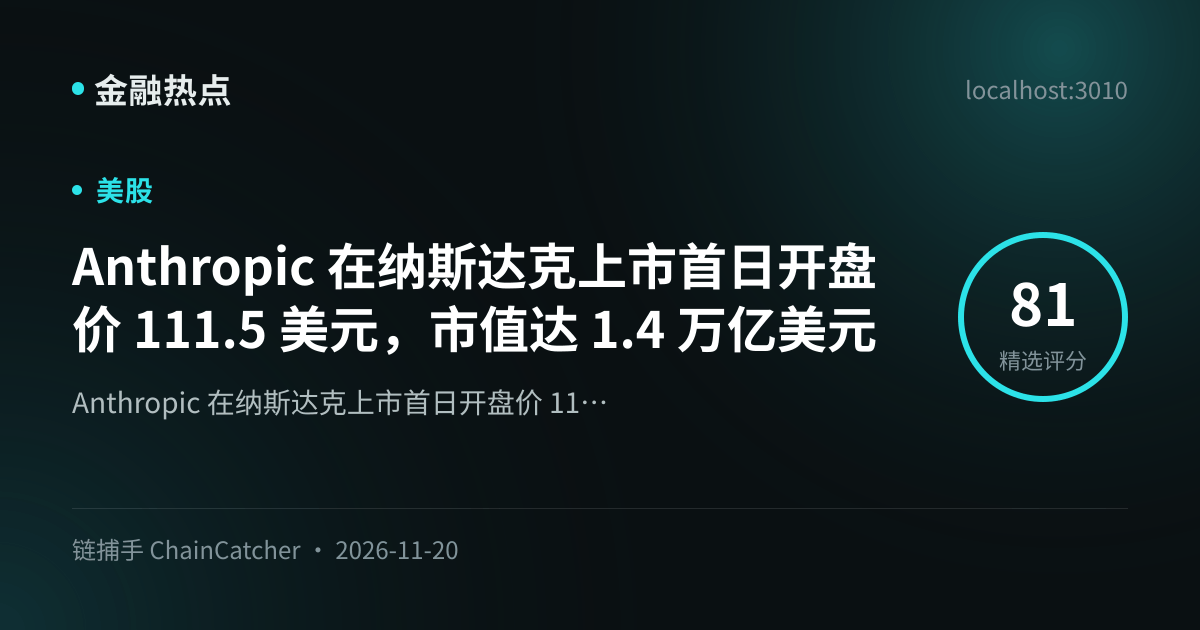 金融热点
localhost:3010
美股
Anthropic 在纳斯达克上市首日开盘
价 111.5 美元，市值达 1.4 万亿美元
81
精选评分
Anthropic 在纳斯达克上市首日开盘价 11…
链捕手 ChainCatcher · 2026-11-20